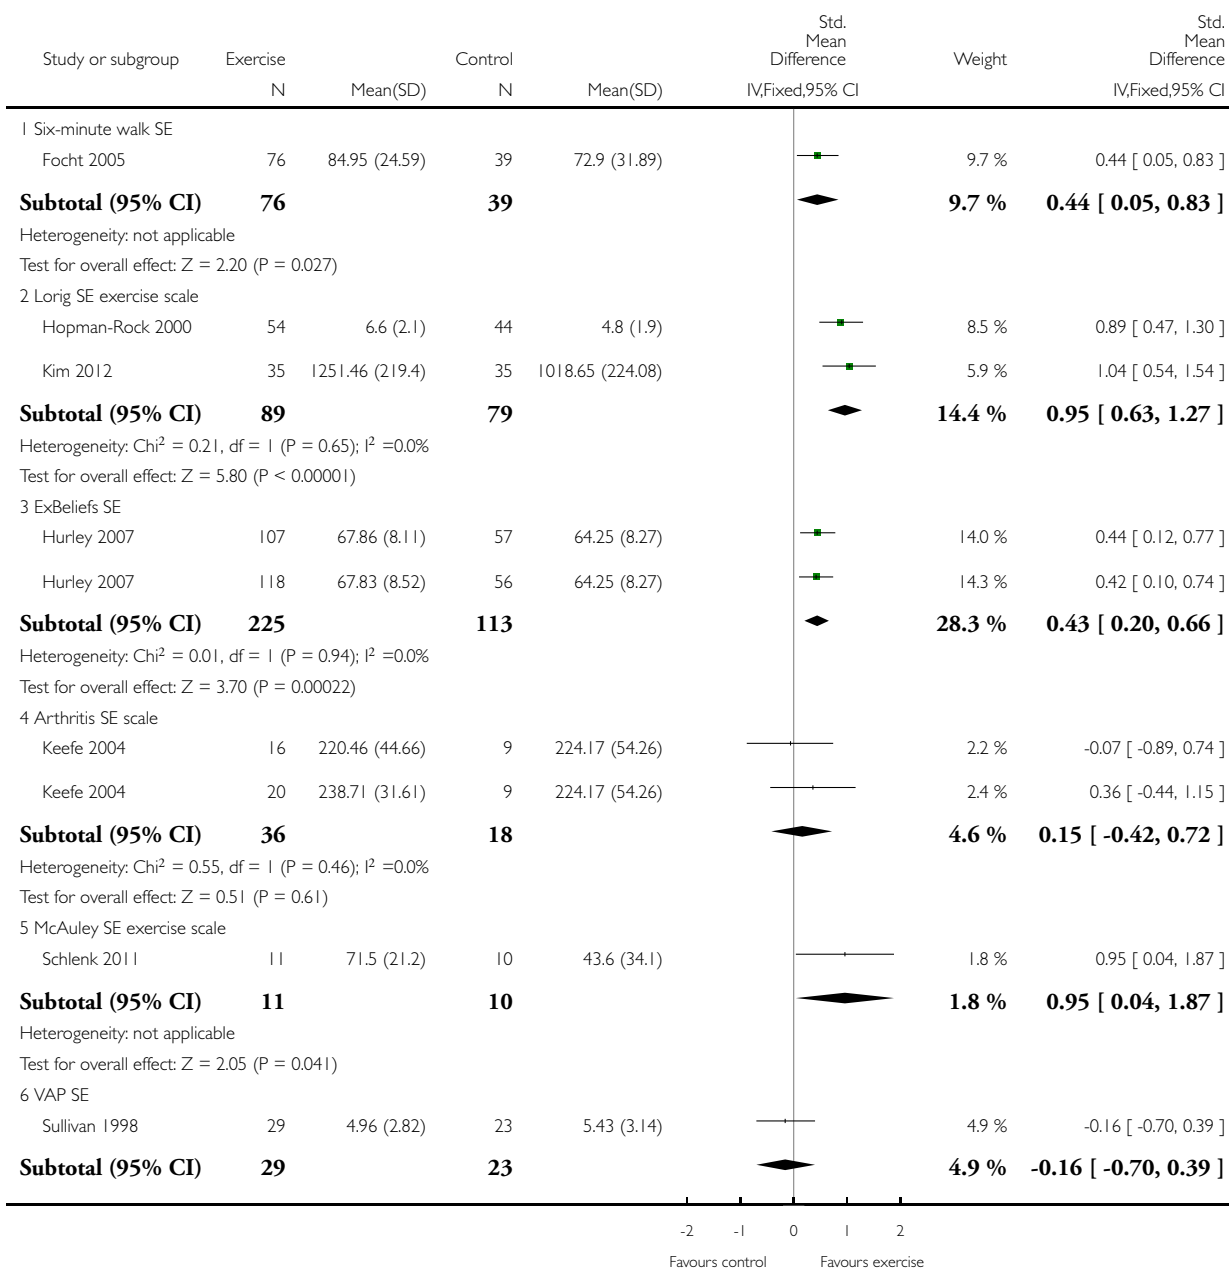 Study or subgroup Exercise Control Std. Mean Difference Weight Std. Mean Difference
N Mean(SD) N Mean(SD) IV,Fixed,95% CI IV,Fixed,95% CI
1 Six-minute walk SE
Focht 2005 76 84.95 (24.59) 39 72.9 (31.89) 9.7 % 0.44 [ 0.05, 0.83 ]
Subtotal (95% CI) 76 39 9.7 % 0.44 [ 0.05, 0.83 ]
Heterogeneity: not applicable
Test for overall effect: Z = 2.20 (P = 0.027)
2 Lorig SE exercise scale
Hopman-Rock 2000 54 6.6 (2.1) 44 4.8 (1.9) 8.5 % 0.89 [ 0.47, 1.30 ]
Kim 2012 35 1251.46 (219.4) 35 1018.65 (224.08) 5.9 % 1.04 [ 0.54, 1.54 ]
Subtotal (95% CI) 89 79 14.4 % 0.95 [ 0.63, 1.27 ]
Heterogeneity: Chi² = 0.21, df = 1 (P = 0.65); I² =0.0%
Test for overall effect: Z = 5.80 (P < 0.00001)
3 ExBeliefs SE
Hurley 2007 107 67.86 (8.11) 57 64.25 (8.27) 14.0 % 0.44 [ 0.12, 0.77 ]
Hurley 2007 118 67.83 (8.52) 56 64.25 (8.27) 14.3 % 0.42 [ 0.10, 0.74 ]
Subtotal (95% CI) 225 113 28.3 % 0.43 [ 0.20, 0.66 ]
Heterogeneity: Chi² = 0.01, df = 1 (P = 0.94); I² =0.0%
Test for overall effect: Z = 3.70 (P = 0.00022)
4 Arthritis SE scale
Keefe 2004 16 220.46 (44.66) 9 224.17 (54.26) 2.2 % -0.07 [ -0.89, 0.74 ]
Keefe 2004 20 238.71 (31.61) 9 224.17 (54.26) 2.4 % 0.36 [ -0.44, 1.15 ]
Subtotal (95% CI) 36 18 4.6 % 0.15 [ -0.42, 0.72 ]
Heterogeneity: Chi² = 0.55, df = 1 (P = 0.46); I² =0.0%
Test for overall effect: Z = 0.51 (P = 0.61)
5 McAuley SE exercise scale
Schlenk 2011 11 71.5 (21.2) 10 43.6 (34.1) 1.8 % 0.95 [ 0.04, 1.87 ]
Subtotal (95% CI) 11 10 1.8 % 0.95 [ 0.04, 1.87 ]
Heterogeneity: not applicable
Test for overall effect: Z = 2.05 (P = 0.041)
6 VAP SE
Sullivan 1998 29 4.96 (2.82) 23 5.43 (3.14) 4.9 % -0.16 [ -0.70, 0.39 ]
Subtotal (95% CI) 29 23 4.9 % -0.16 [ -0.70, 0.39 ]
-2 -1 0 1 2
Favours control Favours exercise